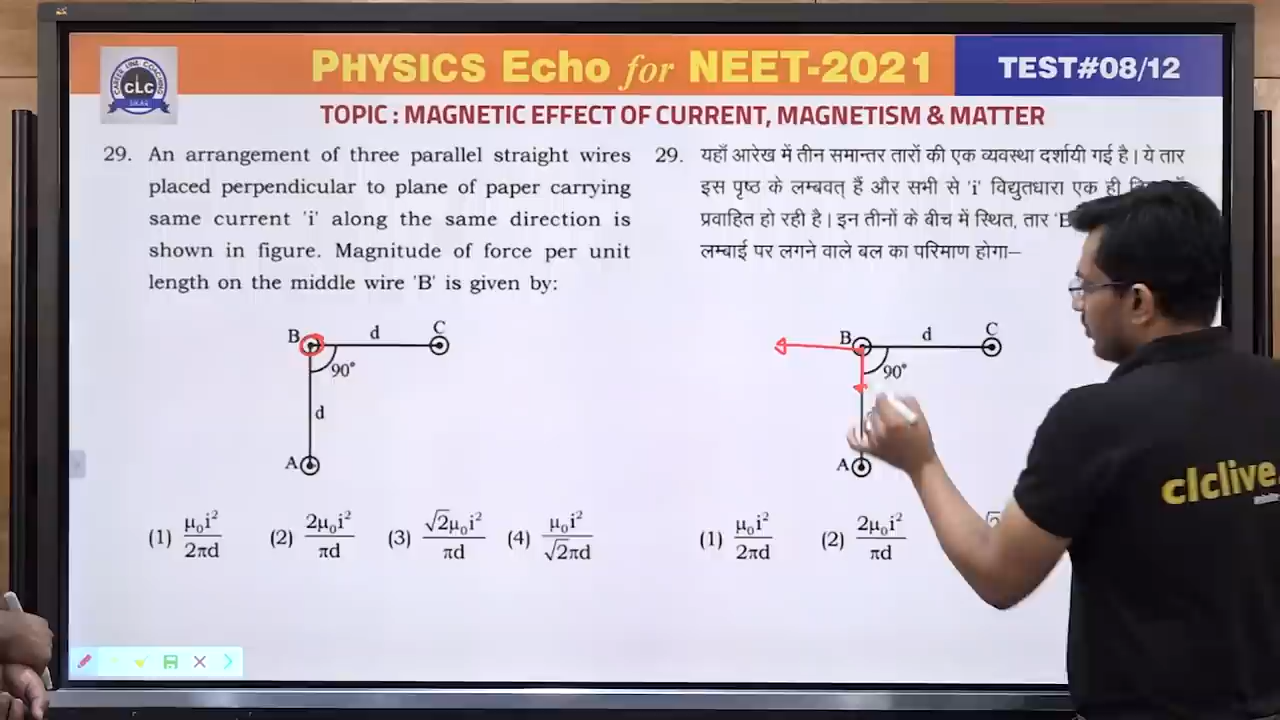 PHYSICS Echo for NEET-2021
TEST#08/12
CAREER LINE COACHING
CLC
SIKAR
TOPIC : MAGNETIC EFFECT OF CURRENT, MAGNETISM & MATTER
29. An arrangement of three parallel straight wires
placed perpendicular to plane of paper carrying
same current 'i' along the same direction is
shown in figure. Magnitude of force per unit
length on the middle wire 'B' is given by:
B d C
90°
d
A
(1) μ₀i²/2πd (2) 2μ₀i²/πd (3) √2μ₀i²/πd (4) μ₀i²/√2πd
29. यहाँ आरेख में तीन समान्तर तारों की एक व्यवस्था दर्शायी गई है। ये तार
इस पृष्ठ के लम्बवत् हैं और सभी से 'i' विद्युतधारा एक ही
प्रवाहित हो रही है। इन तीनों के बीच में स्थित, तार 'B
लम्बाई पर लगने वाले बल का परिमाण होगा–
B d C
90°
A
(1) μ₀i²/2πd (2) 2μ₀i²/πd
clclive